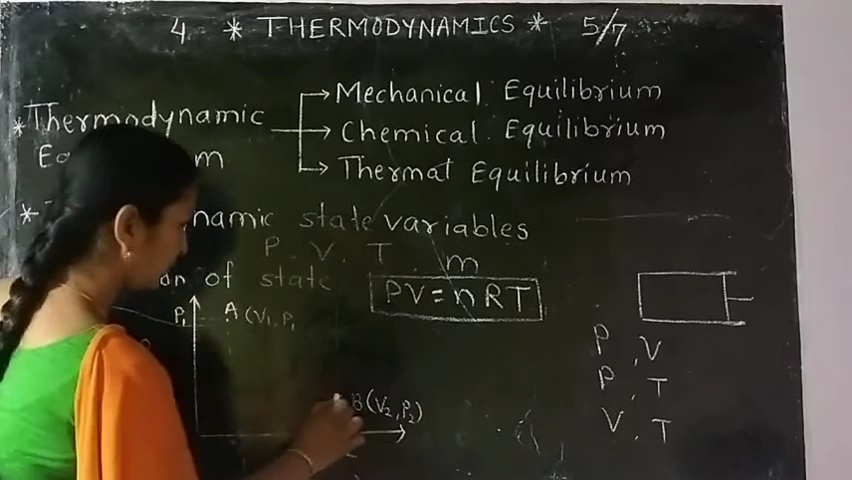 4 * THERMODYNAMICS * 5/7
* Thermodynamic
Mechanical Equilibrium
Chemical Equilibrium
Thermal Equilibrium
* namic state variables
P. V. T m
on of state
PV = nRT
P₁ A (V₁, P₁
B(V₂, P₂)
P, V
P, T
V, T